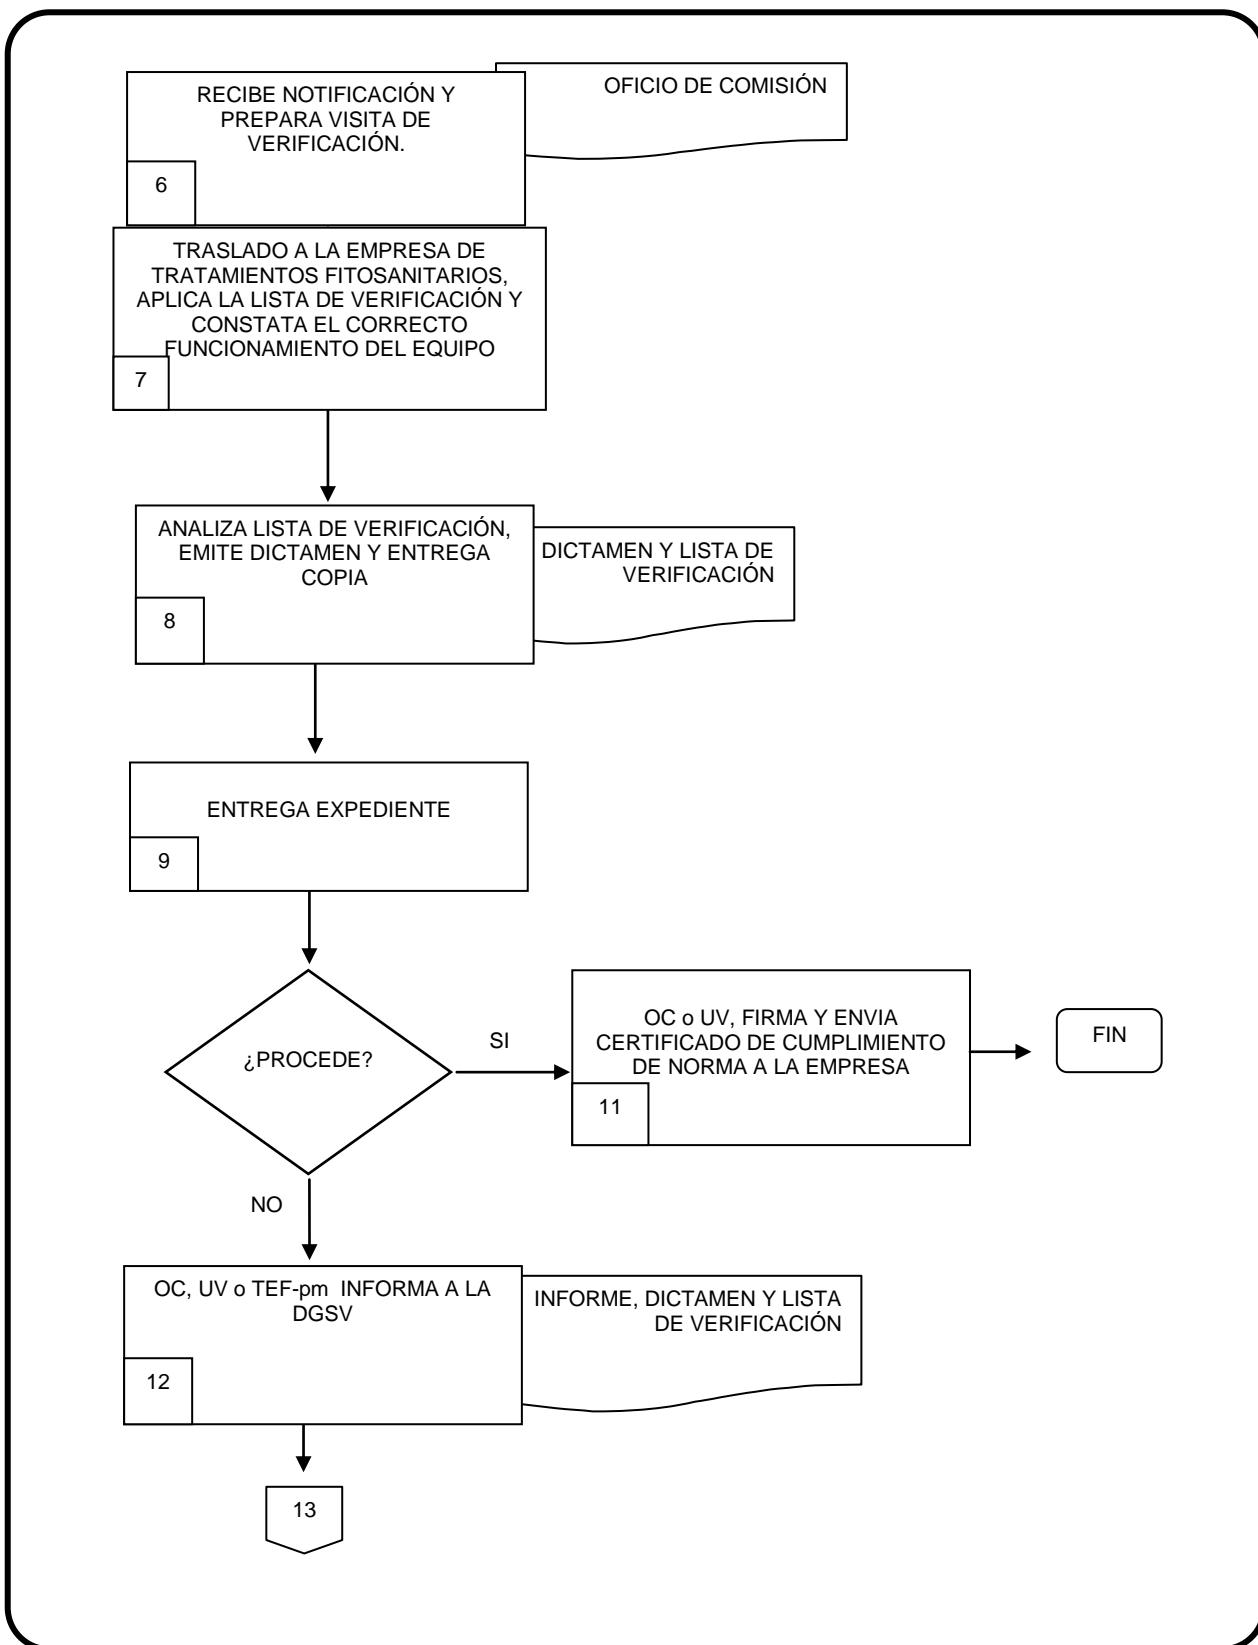 RECIBE NOTIFICACIÓN Y
PREPARA VISITA DE
VERIFICACIÓN.
6
OFICIO DE COMISIÓN
TRASLADO A LA EMPRESA DE
TRATAMIENTOS FITOSANITARIOS,
APLICA LA LISTA DE VERIFICACIÓN Y
CONSTATA EL CORRECTO
FUNCIONAMIENTO DEL EQUIPO
7
ANALIZA LISTA DE VERIFICACIÓN,
EMITE DICTAMEN Y ENTREGA
COPIA
8
DICTAMEN Y LISTA DE
VERIFICACIÓN
ENTREGA EXPEDIENTE
9
¿PROCEDE?
SI
OC o UV, FIRMA Y ENVIA
CERTIFICADO DE CUMPLIMIENTO
DE NORMA A LA EMPRESA
11
FIN
NO
OC, UV o TEF-pm INFORMA A LA
DGSV
12
INFORME, DICTAMEN Y LISTA
DE VERIFICACIÓN
13